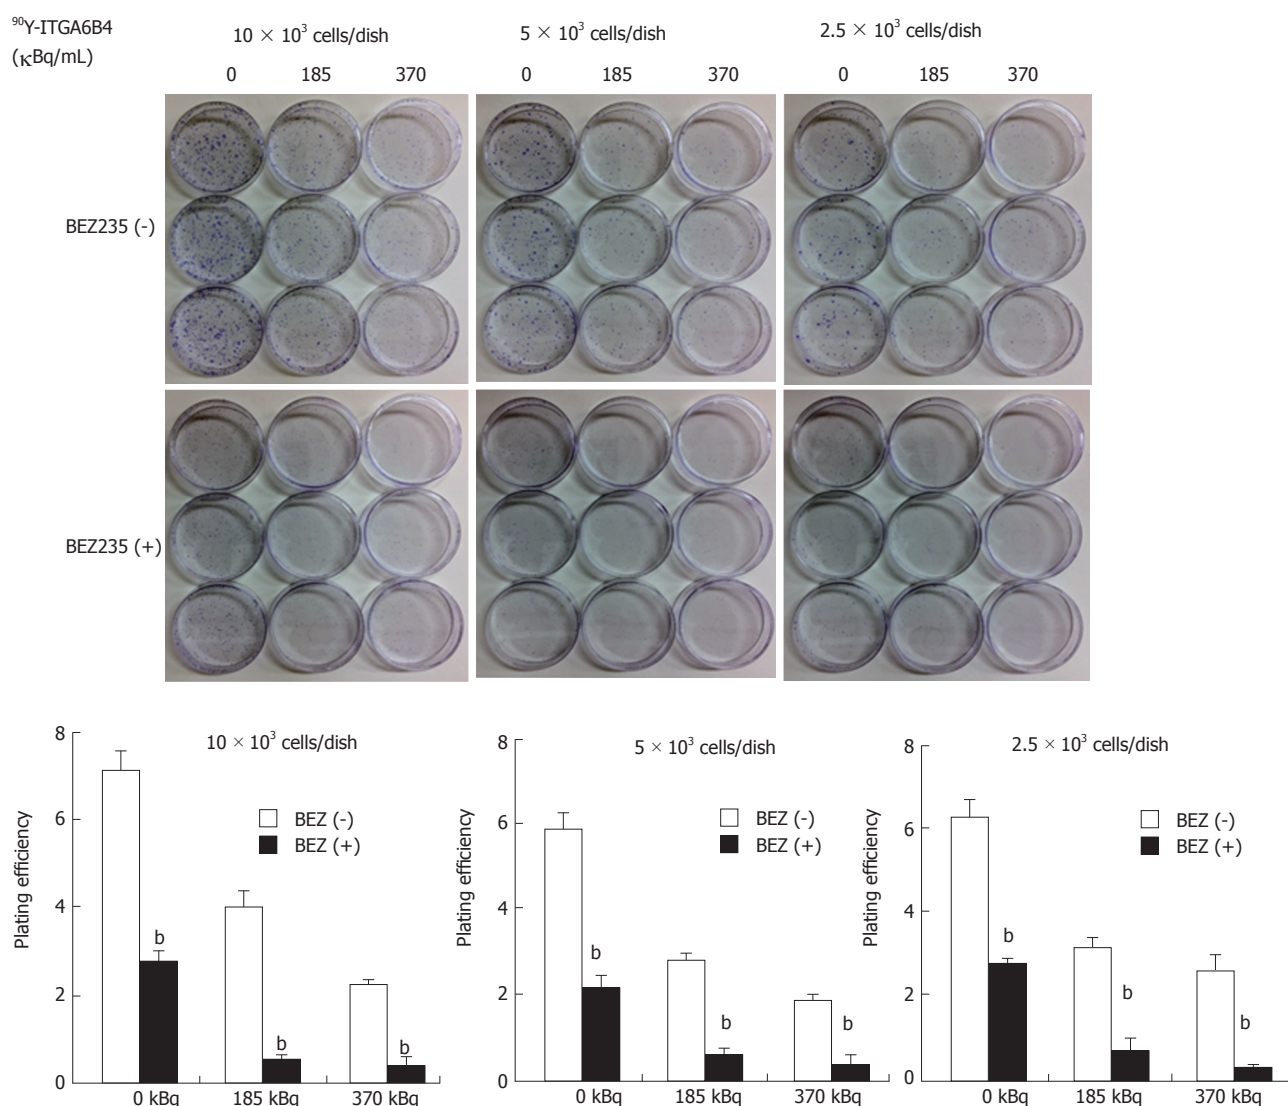 ⁹⁰Y-ITGA6B4
(κBq/mL)
10 × 10³ cells/dish
5 × 10³ cells/dish
2.5 × 10³ cells/dish
0 185 370
0 185 370
0 185 370
BEZ235 (-)
BEZ235 (+)
10 × 10³ cells/dish
Plating efficiency
8
6
4
2
0
BEZ (-)
BEZ (+)
b
b
b
0 kBq 185 kBq 370 kBq
5 × 10³ cells/dish
Plating efficiency
8
6
4
2
0
BEZ (-)
BEZ (+)
b
b
b
0 kBq 185 kBq 370 kBq
2.5 × 10³ cells/dish
Plating efficiency
8
6
4
2
0
BEZ (-)
BEZ (+)
b
b
b
0 kBq 185 kBq 370 kBq